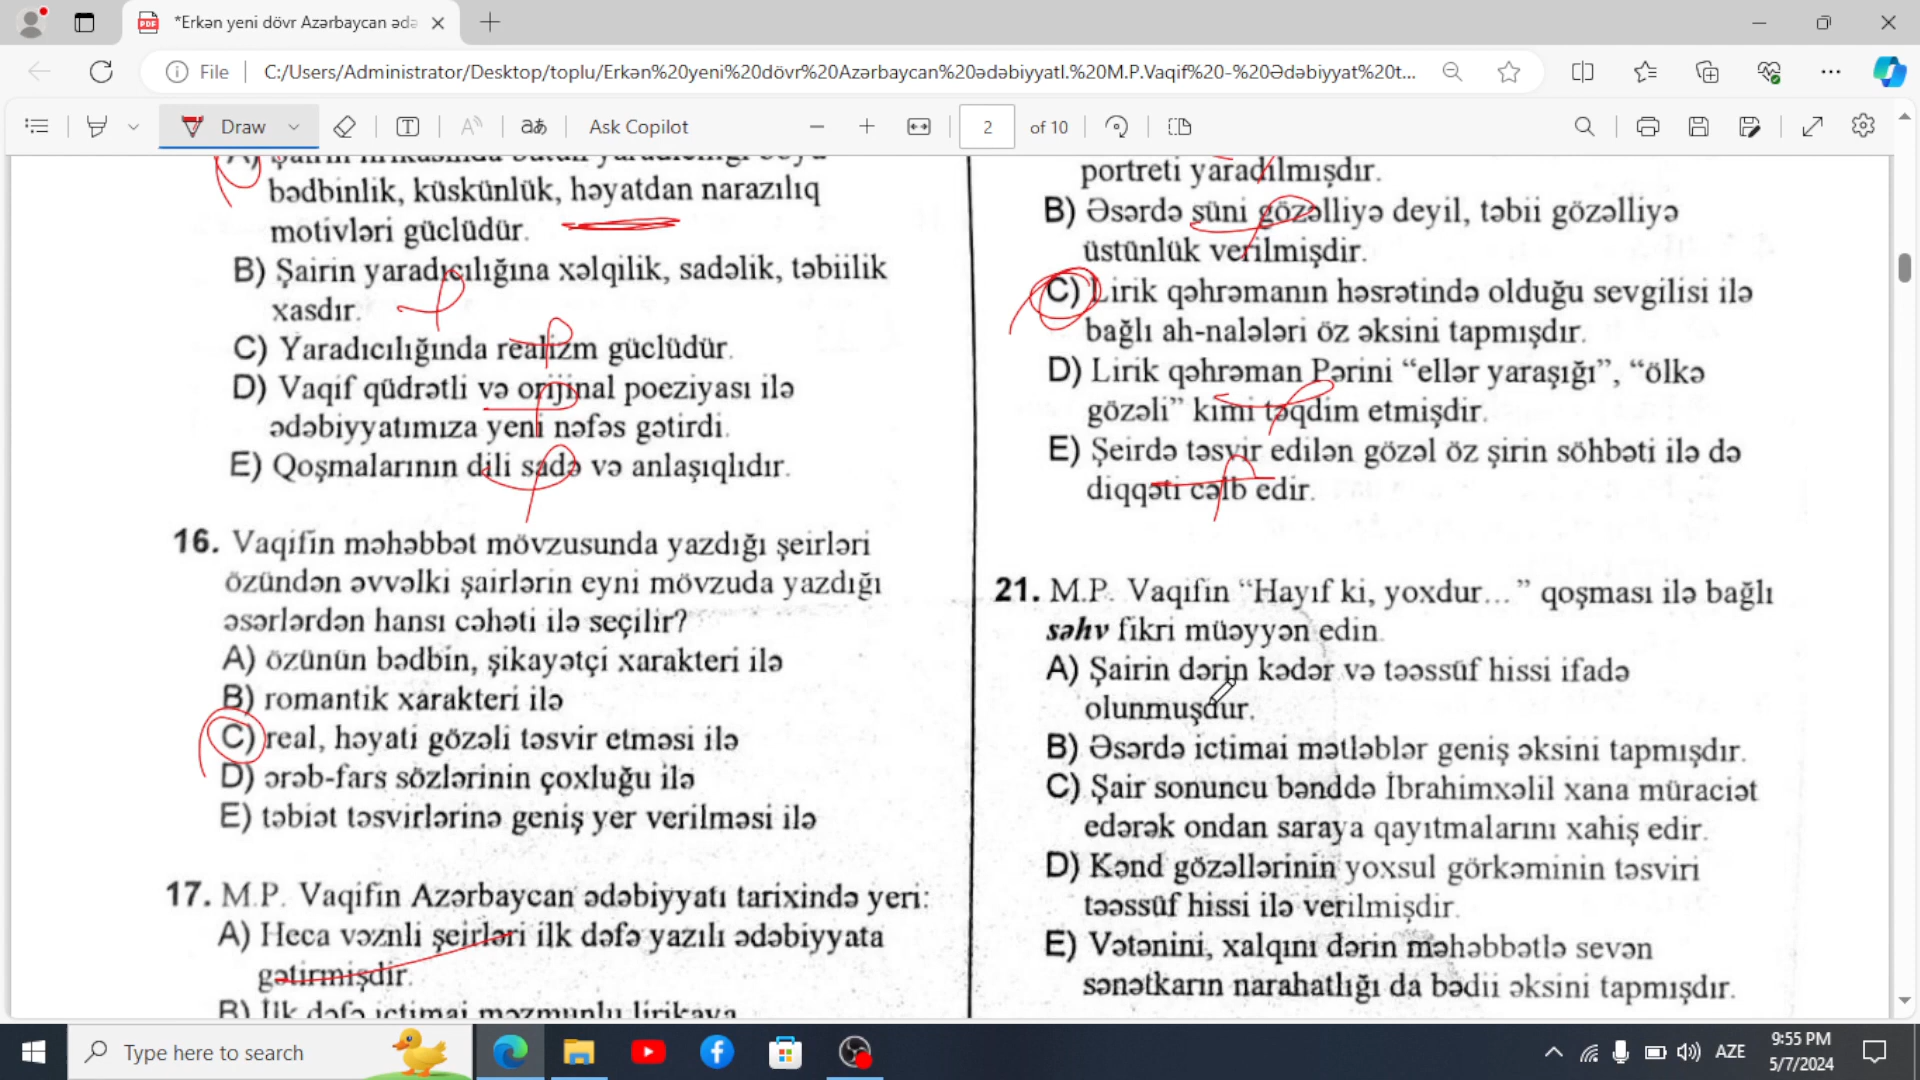 *Erkən yeni dövr Azərbaycan ədə
File
C:/Users/Administrator/Desktop/toplu/Erkən%20yeni%20dövr%20Azərbaycan%20ədəbiyyatI.%20M.P.Vaqif%20-%20Ədəbiyyat%20t...
Draw
Ask Copilot
2
of 10
bədbinlik, küskünlük, həyatdan narazılıq
motivləri güclüdür.
B) Şairin yaradıcılığına xəlqilik, sadəlik, təbiilik
xasdır.
C) Yaradıcılığında realizm güclüdür.
D) Vaqif qüdrətli və orijinal poeziyası ilə
ədəbiyyatımıza yeni nəfəs gətirdi.
E) Qoşmalarının dili sadə və anlaşıqlıdır.
16. Vaqifin məhəbbət mövzusunda yazdığı şeirləri
özündən əvvəlki şairlərin eyni mövzuda yazdığı
əsərlərdən hansı cəhəti ilə seçilir?
A) özünün bədbin, şikayətçi xarakteri ilə
B) romantik xarakteri ilə
C) real, həyati gözəli təsvir etməsi ilə
D) ərəb-fars sözlərinin çoxluğu ilə
E) təbiət təsvirlərinə geniş yer verilməsi ilə
17. M.P. Vaqifin Azərbaycan ədəbiyyatı tarixində yeri:
A) Heca vəznli şeirləri ilk dəfə yazılı ədəbiyyata
gətirmişdir.
B) İlk dəfə ictimai məzmunlu lirikaya
portreti yaradılmışdır.
B) Əsərdə süni gözəlliyə deyil, təbii gözəlliyə
üstünlük verilmişdir.
C) Lirik qəhrəmanın həsrətində olduğu sevgilisi ilə
bağlı ah-nalələri öz əksini tapmışdır.
D) Lirik qəhrəman Pərini “ellər yaraşığı”, “ölkə
gözəli” kimi təqdim etmişdir.
E) Şeirdə təsvir edilən gözəl öz şirin söhbəti ilə də
diqqəti cəlb edir.
21. M.P. Vaqifin “Hayıf ki, yoxdur...” qoşması ilə bağlı
səhv fikri müəyyən edin.
A) Şairin dərin kədər və təəssüf hissi ifadə
olunmuşdur.
B) Əsərdə ictimai mətləblər geniş əksini tapmışdır.
C) Şair sonuncu bənddə İbrahimxəlil xana müraciət
edərək ondan saraya qayıtmalarını xahiş edir.
D) Kənd gözəllərinin yoxsul görkəminin təsviri
təəssüf hissi ilə verilmişdir.
E) Vətənini, xalqını dərin məhəbbətlə sevən
sənətkarın narahatlığı da bədii əksini tapmışdır.
Type here to search
AZE
9:55 PM
5/7/2024